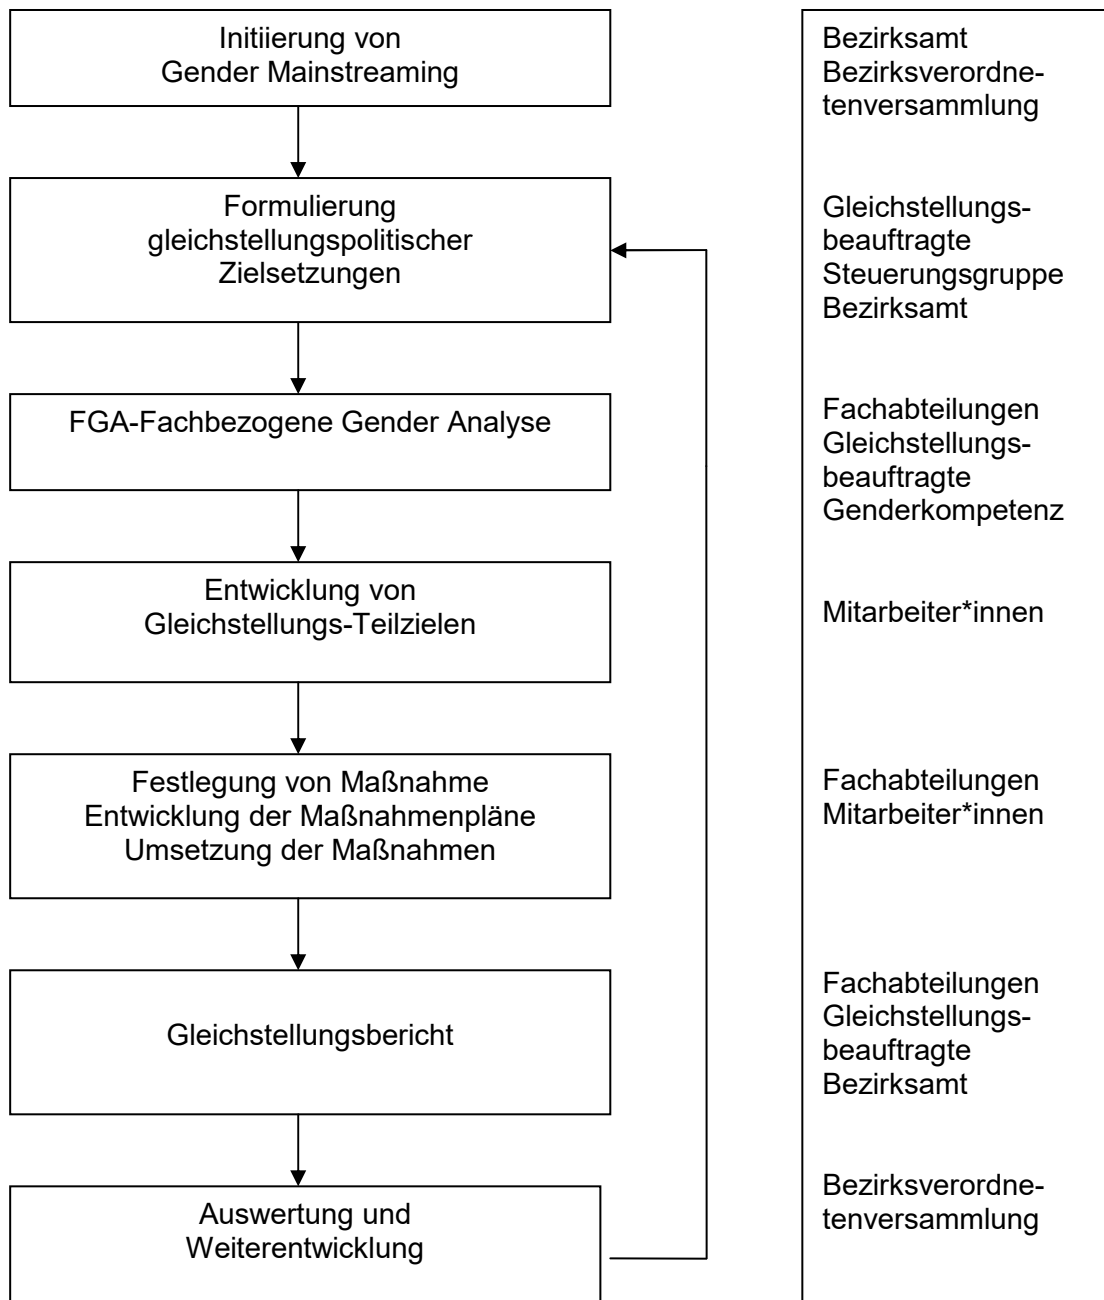 Initiierung von
Gender Mainstreaming
Bezirksamt
Bezirksverordne-
tenversammlung
Formulierung
gleichstellungspolitischer
Zielsetzungen
Gleichstellungs-
beauftragte
Steuerungsgruppe
Bezirksamt
FGA-Fachbezogene Gender Analyse
Fachabteilungen
Gleichstellungs-
beauftragte
Genderkompetenz
Entwicklung von
Gleichstellungs-Teilzielen
Mitarbeiter*innen
Festlegung von Maßnahme
Entwicklung der Maßnahmenpläne
Umsetzung der Maßnahmen
Fachabteilungen
Mitarbeiter*innen
Gleichstellungsbericht
Fachabteilungen
Gleichstellungs-
beauftragte
Bezirksamt
Auswertung und
Weiterentwicklung
Bezirksverordne-
tenversammlung